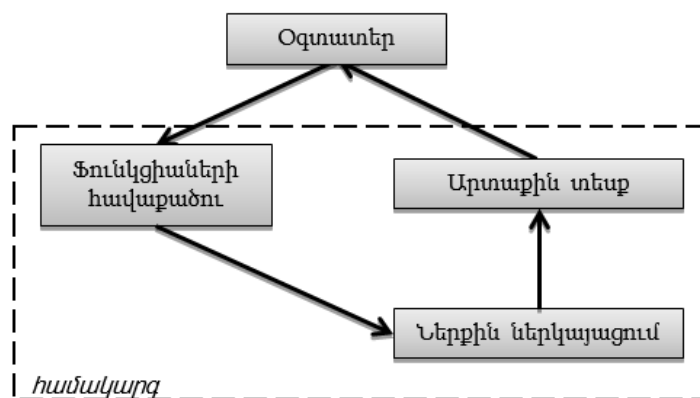 Օգտատեր
Ֆունկցիաների
հավաքածու
Արտաքին տեսք
Ներքին ներկայացում
համակարգ